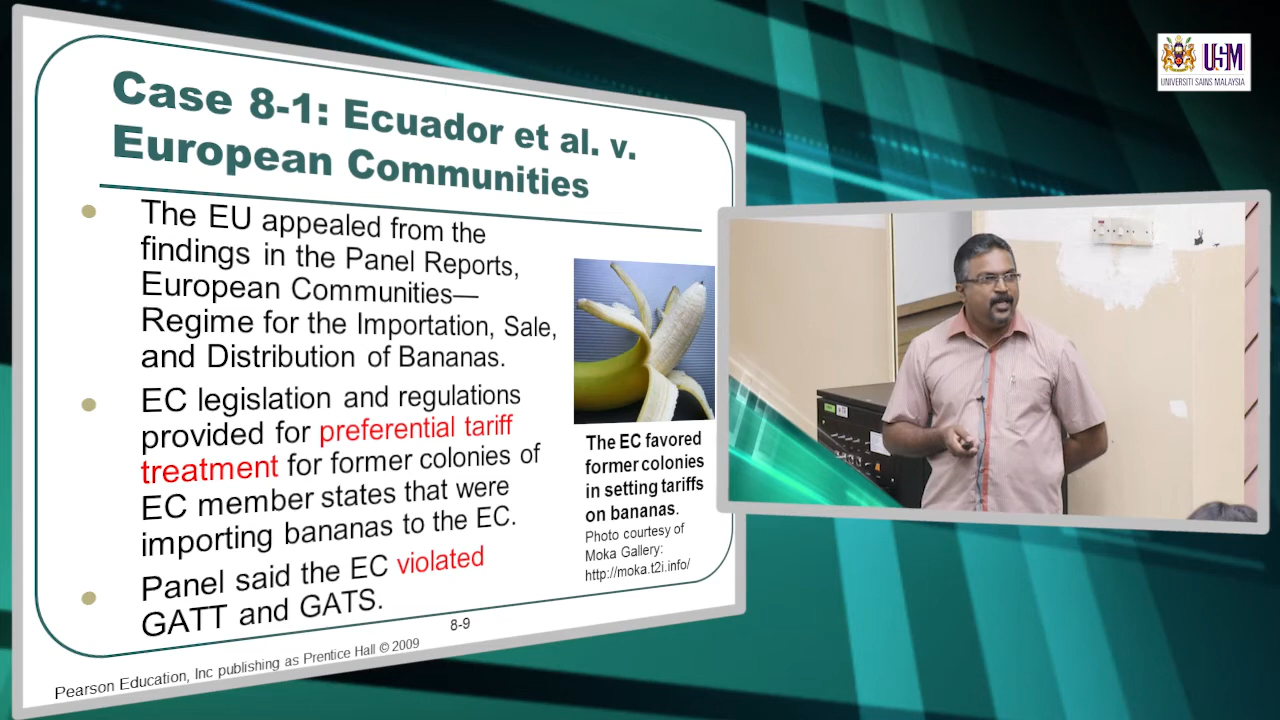 Case 8-1: Ecuador et al. v.
European Communities
The EU appealed from the
findings in the Panel Reports,
European Communities—
Regime for the Importation, Sale,
and Distribution of Bananas.
EC legislation and regulations
provided for preferential tariff
treatment for former colonies of
EC member states that were
importing bananas to the EC.
Panel said the EC violated
GATT and GATS.
The EC favored
former colonies
in setting tariffs
on bananas.
Photo courtesy of
Moka Gallery:
http://moka.t2i.info/
8-9
Pearson Education, Inc publishing as Prentice Hall © 2009
USM
UNIVERSITI SAINS MALAYSIA